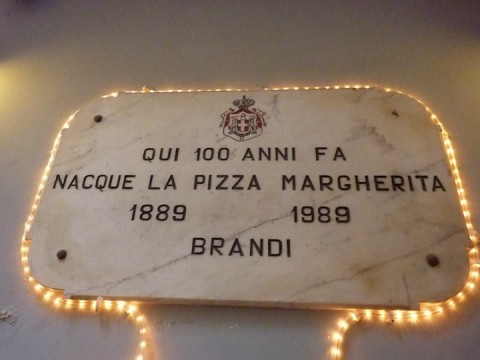 QUI 100 ANNI FA
NACQUE LA PIZZA MARGHERITA
1889 1989
BRANDI